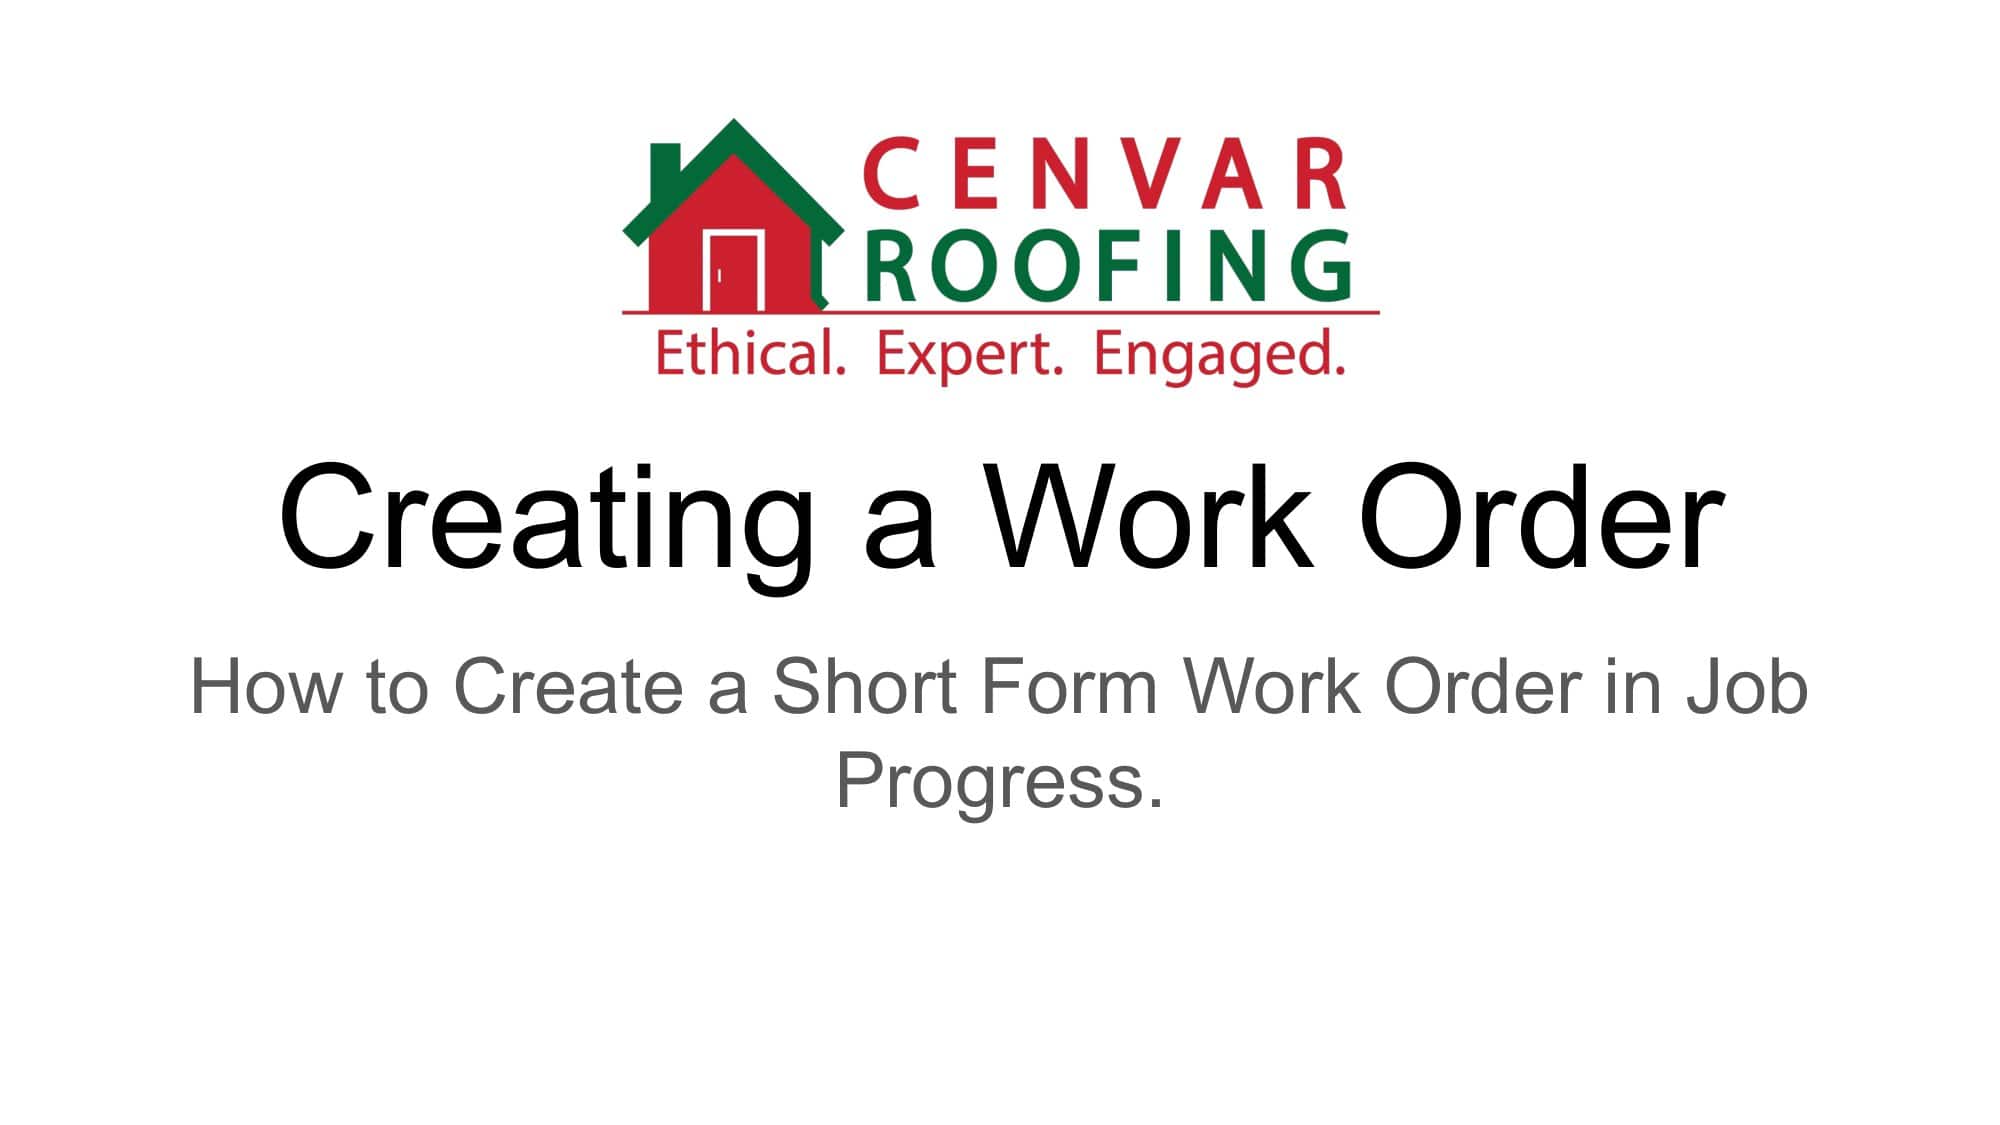 CENVAR
ROOFING
Ethical. Expert. Engaged.
Creating a Work Order
How to Create a Short Form Work Order in Job
Progress.